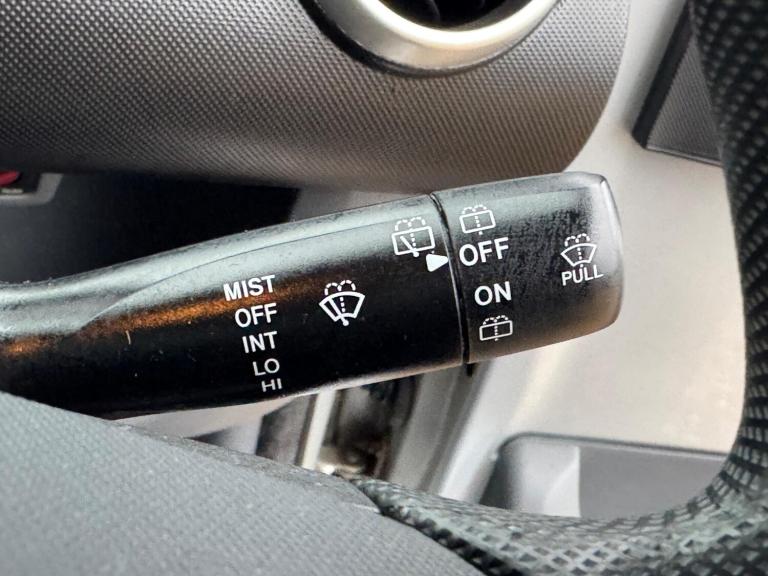 MIST
OFF
INT
LO
HI
OFF
ON
PULL